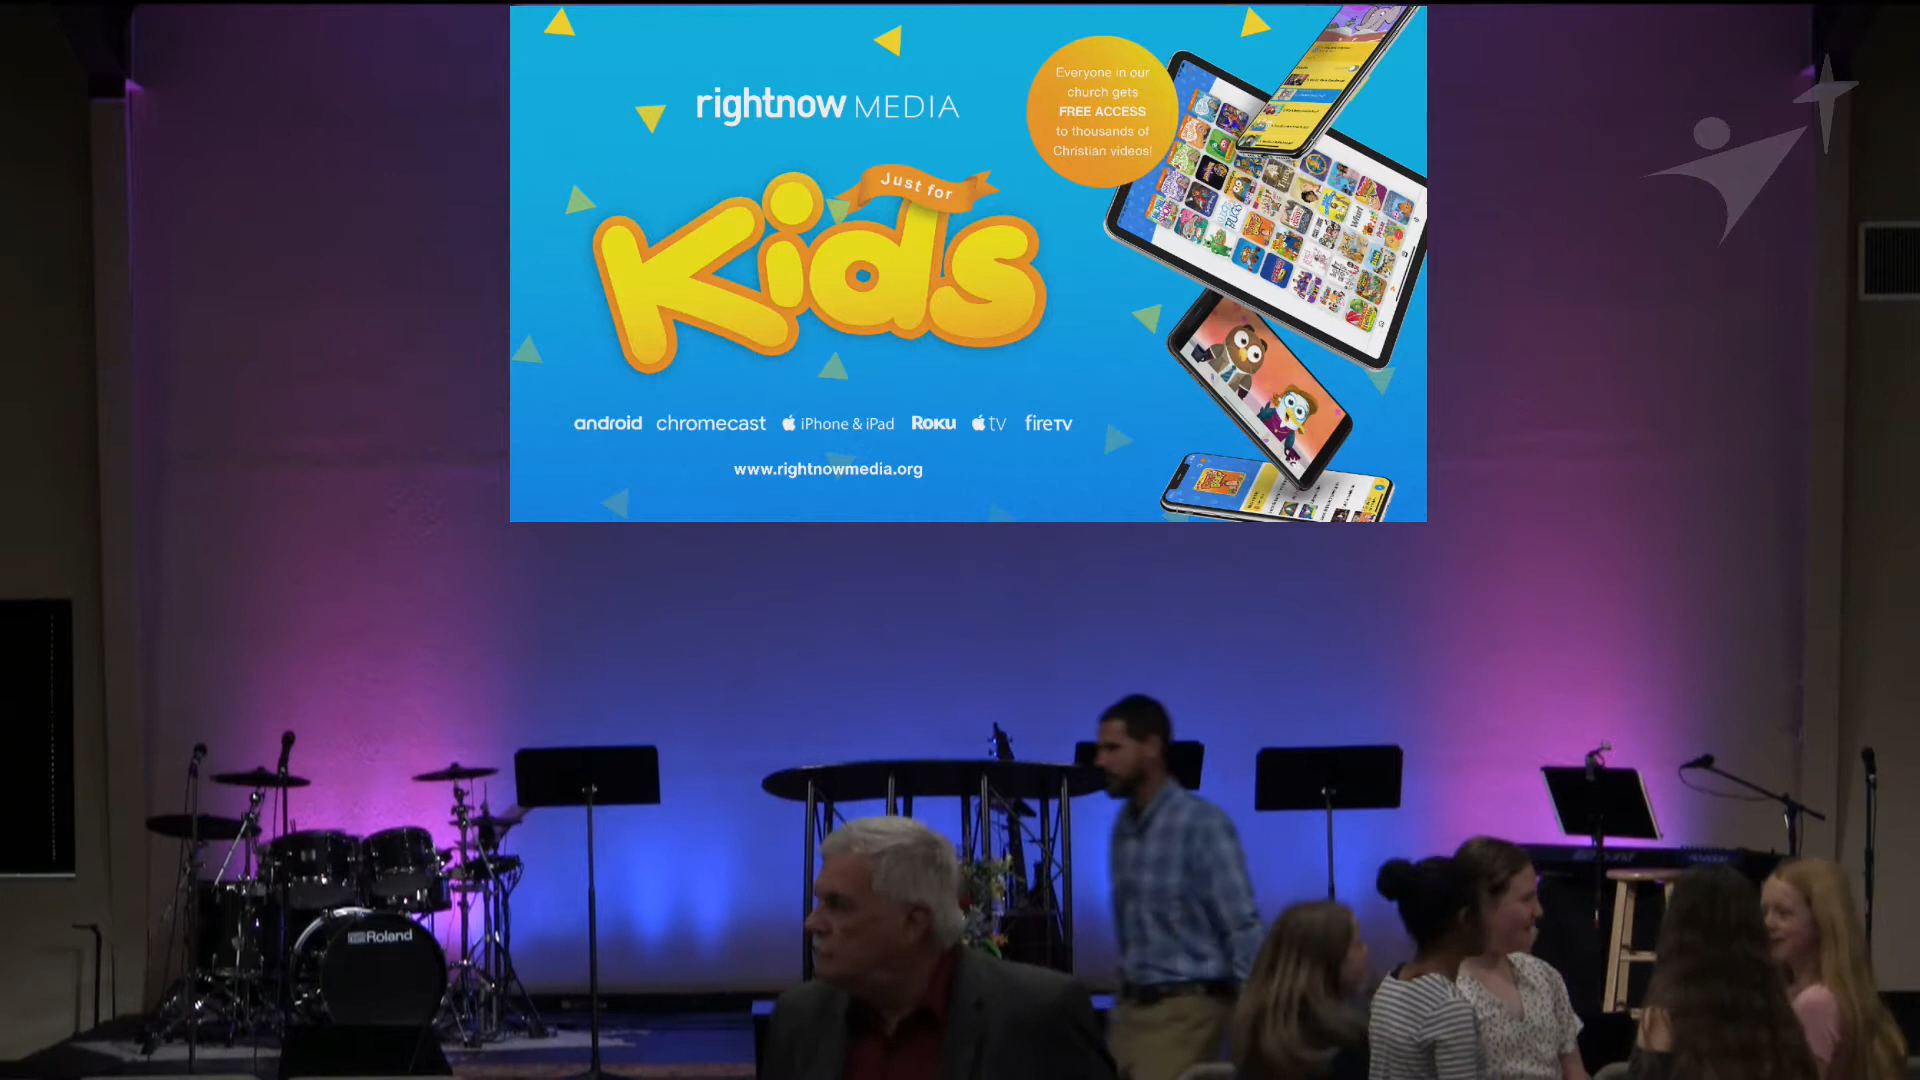 rightnow MEDIA
Everyone in our
church gets
FREE ACCESS
to thousands of
Christian videos!
Just for
Kids
android chromecast iPhone & iPad ROKU tv fireTV
www.rightnowmedia.org
Roland